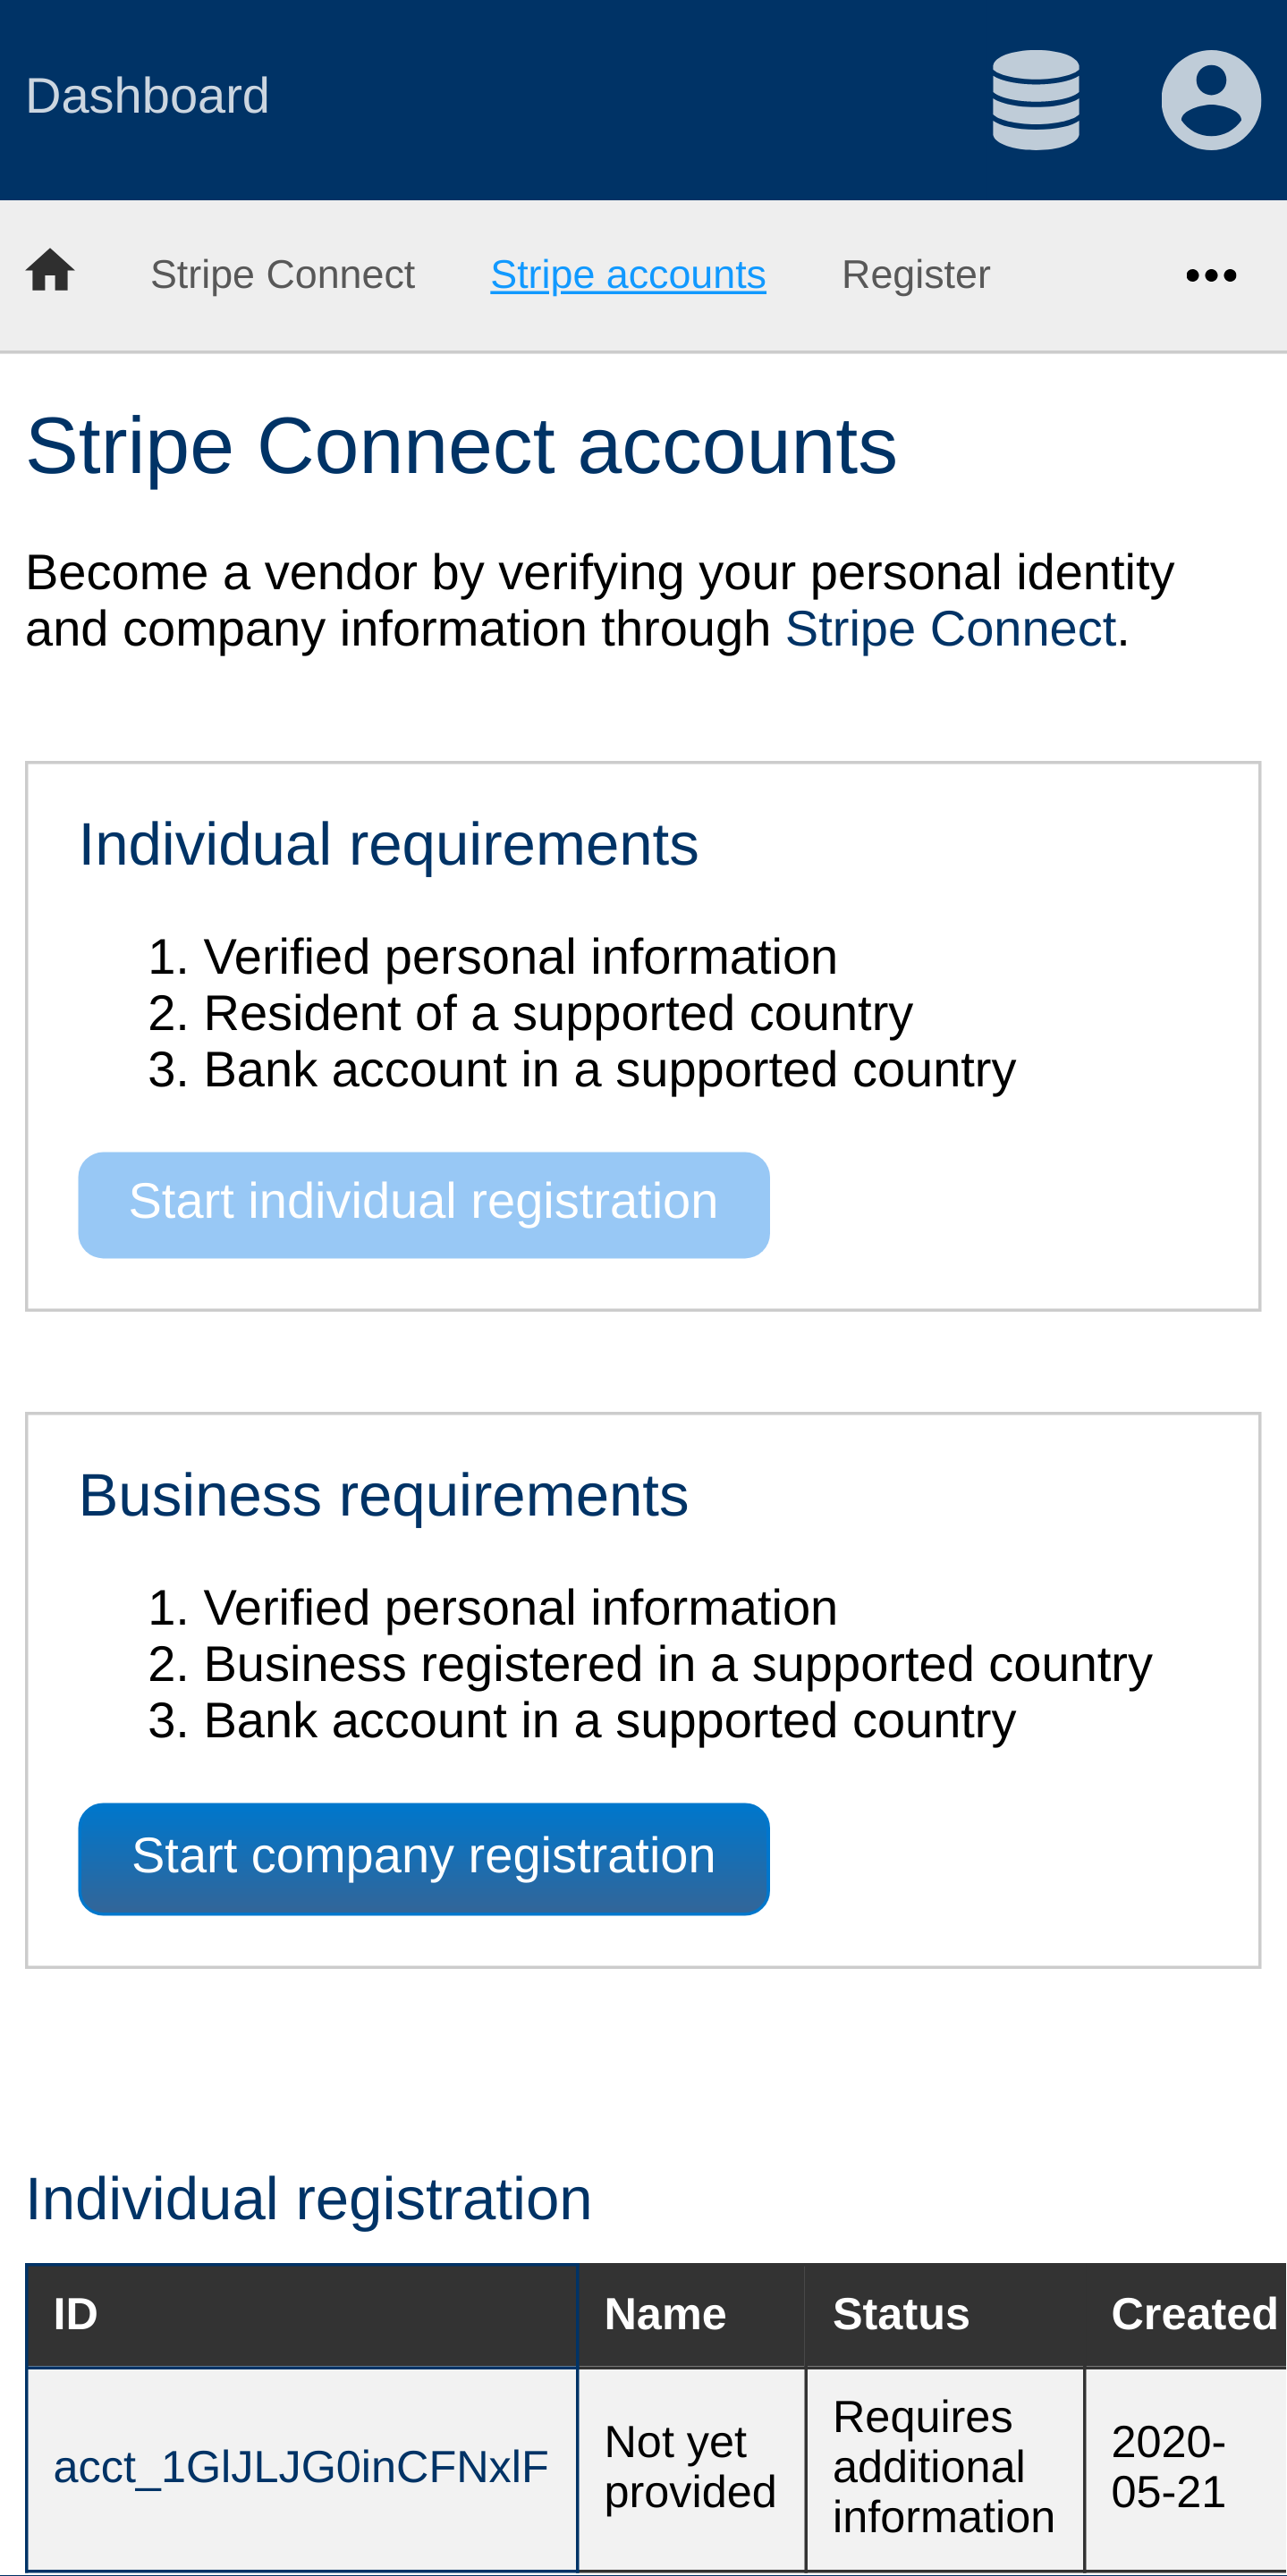 Dashboard
Stripe Connect Stripe accounts Register
Stripe Connect accounts
Become a vendor by verifying your personal identity
and company information through Stripe Connect.
Individual requirements
1. Verified personal information
2. Resident of a supported country
3. Bank account in a supported country
Start individual registration
Business requirements
1. Verified personal information
2. Business registered in a supported country
3. Bank account in a supported country
Start company registration
Individual registration
ID Name Status Created
acct_1GlJLJG0inCFNxlF
Not yet
provided
Requires
additional
information
2020-
05-21